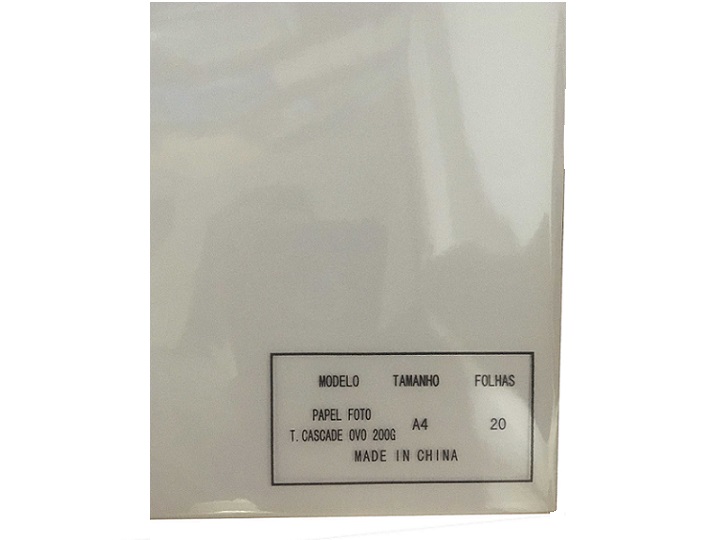 MODELO TAMANHO FOLHAS
PAPEL FOTO
T.CASCADE OVO 200G A4 20
MADE IN CHINA